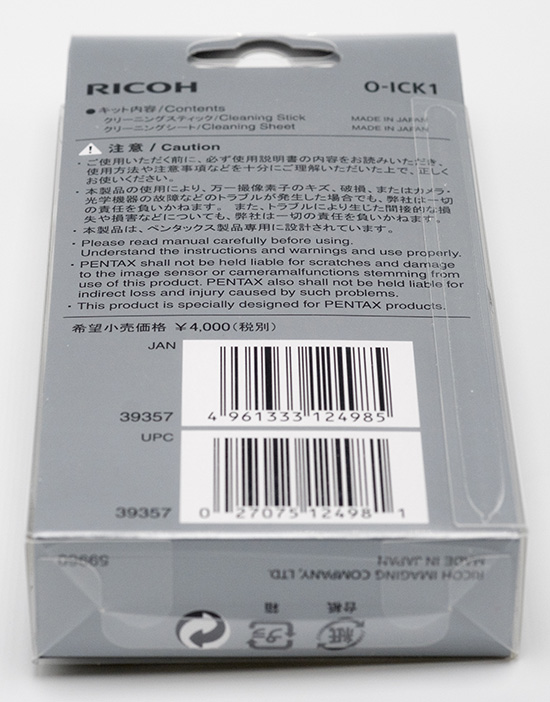 RICOH
O-ICK1
●キット内容/Contents
クリーニングスティック/Cleaning Stick MADE IN JAPAN
クリーニングシート/Cleaning Sheet MADE IN JAPAN
注意 / Caution
・ご使用いただく前に、必ず使用説明書の内容をお読みいただき、
使用方法や注意事項などを十分にご理解いただいた上で、正しく
お使いください。
・本製品の使用により、万一撮像素子のキズ、破損、またはカメラ・
光学機器の故障などのトラブルが発生した場合でも、弊社は一切
の責任を負いかねます。また、トラブルにより生じた間接的な損
失や損害などについても、弊社は一切の責任を負いかねます。
・本製品は、ペンタックス製品専用に設計されています。
・Please read manual carefully before using.
Understand the instructions and warnings and use properly.
・PENTAX shall not be held liable for scratches and damage
to the image sensor or cameramalfunctions stemming from
use of this product. PENTAX also shall not be held liable for
indirect loss and injury caused by such problems.
・This product is specially designed for PENTAX products.
希望小売価格 ¥4,000(税別)
JAN
39357
4 961333 124985
UPC
39357
0 27075 12498 1
59960
MADE IN JAPAN
RICOH IMAGING COMPANY, LTD.
箱
台紙
プラ
紙